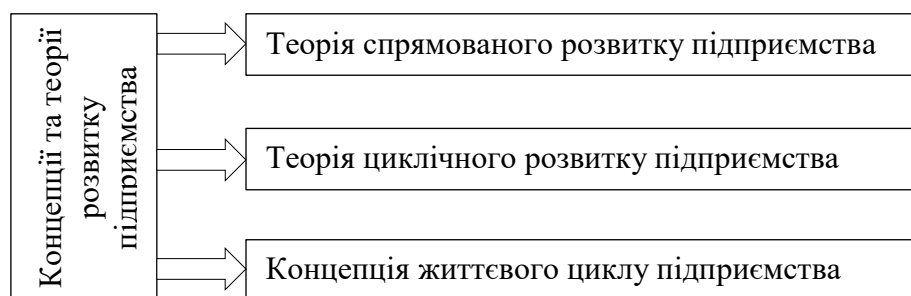 Концепції та теорії
розвитку
підприємства
Теорія спрямованого розвитку підприємства
Теорія циклічного розвитку підприємства
Концепція життєвого циклу підприємства